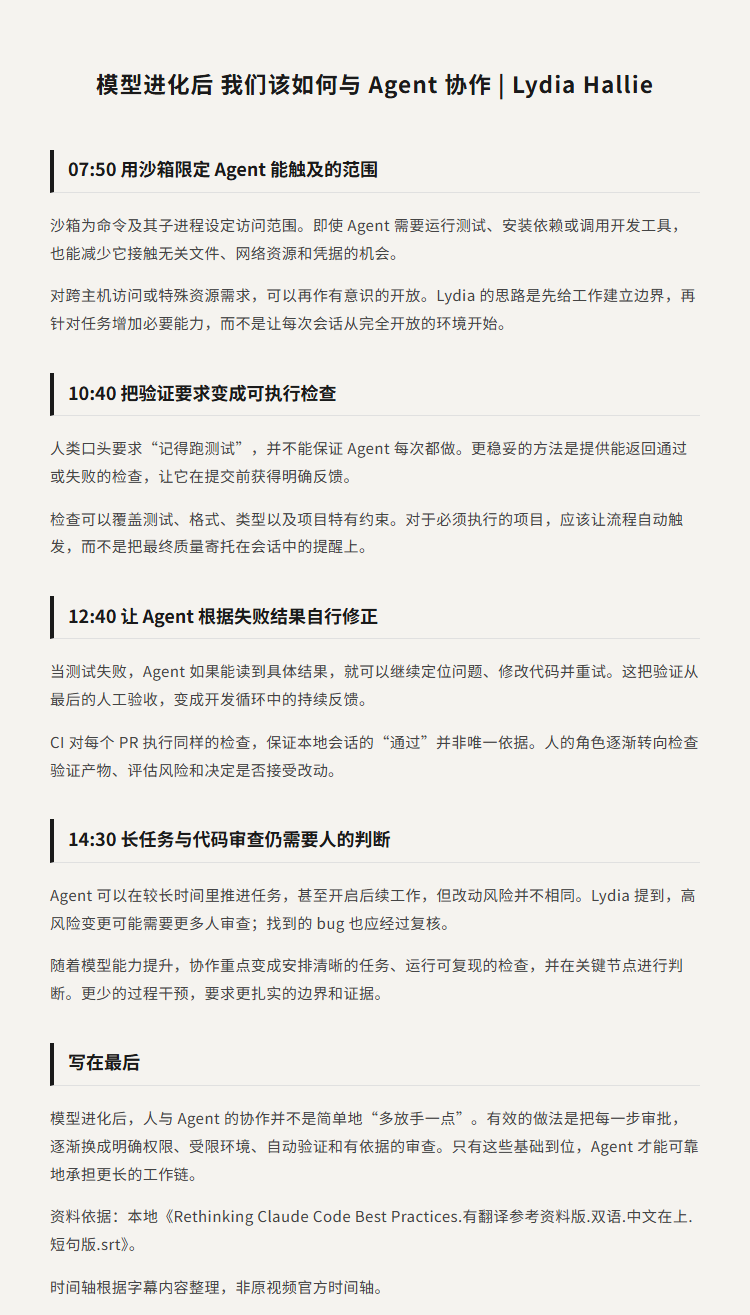 模型进化后 我们该如何与 Agent 协作 | Lydia Hallie
07:50 用沙箱限定 Agent 能触及的范围
沙箱为命令及其子进程设定访问范围。即使 Agent 需要运行测试、安装依赖或调用开发工具，
也能减少它接触无关文件、网络资源和凭据的机会。
对跨主机访问或特殊资源需求，可以再作有意识的开放。Lydia 的思路是先给工作建立边界，再
针对任务增加必要能力，而不是让每次会话从完全开放的环境开始。
10:40 把验证要求变成可执行检查
人类口头要求“记得跑测试”，并不能保证 Agent 每次都做。更稳妥的方法是提供能返回通过
或失败的检查，让它在提交前获得明确反馈。
检查可以覆盖测试、格式、类型以及项目特有约束。对于必须执行的项目，应该让流程自动触
发，而不是把最终质量寄托在会话中的提醒上。
12:40 让 Agent 根据失败结果自行修正
当测试失败，Agent 如果能读到具体结果，就可以继续定位问题、修改代码并重试。这把验证从
最后的人工验收，变成开发循环中的持续反馈。
CI 对每个 PR 执行同样的检查，保证本地会话的“通过”并非唯一依据。人的角色逐渐转向检查
验证产物、评估风险和决定是否接受改动。
14:30 长任务与代码审查仍需要人的判断
Agent 可以在较长时间里推进任务，甚至开启后续工作，但改动风险并不相同。Lydia 提到，高
风险变更可能需要更多人审查；找到的 bug 也应经过复核。
随着模型能力提升，协作重点变成安排清晰的任务、运行可复现的检查，并在关键节点进行判
断。更少的过程干预，要求更扎实的边界和证据。
写在最后
模型进化后，人与 Agent 的协作并不是简单地“多放手一点”。有效的做法是把每一步审批，
逐渐换成明确权限、受限环境、自动验证和有依据的审查。只有这些基础到位，Agent 才能可靠
地承担更长的工作链。
资料依据：本地《Rethinking Claude Code Best Practices.有翻译参考资料版.双语.中文在上.
短句版.srt》。
时间轴根据字幕内容整理，非原视频官方时间轴。